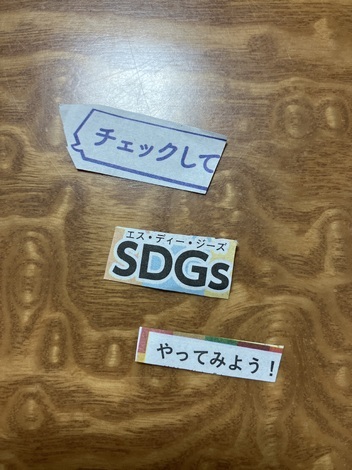 チェックして
エス・ディー・ジーズ
SDGs
やってみよう!